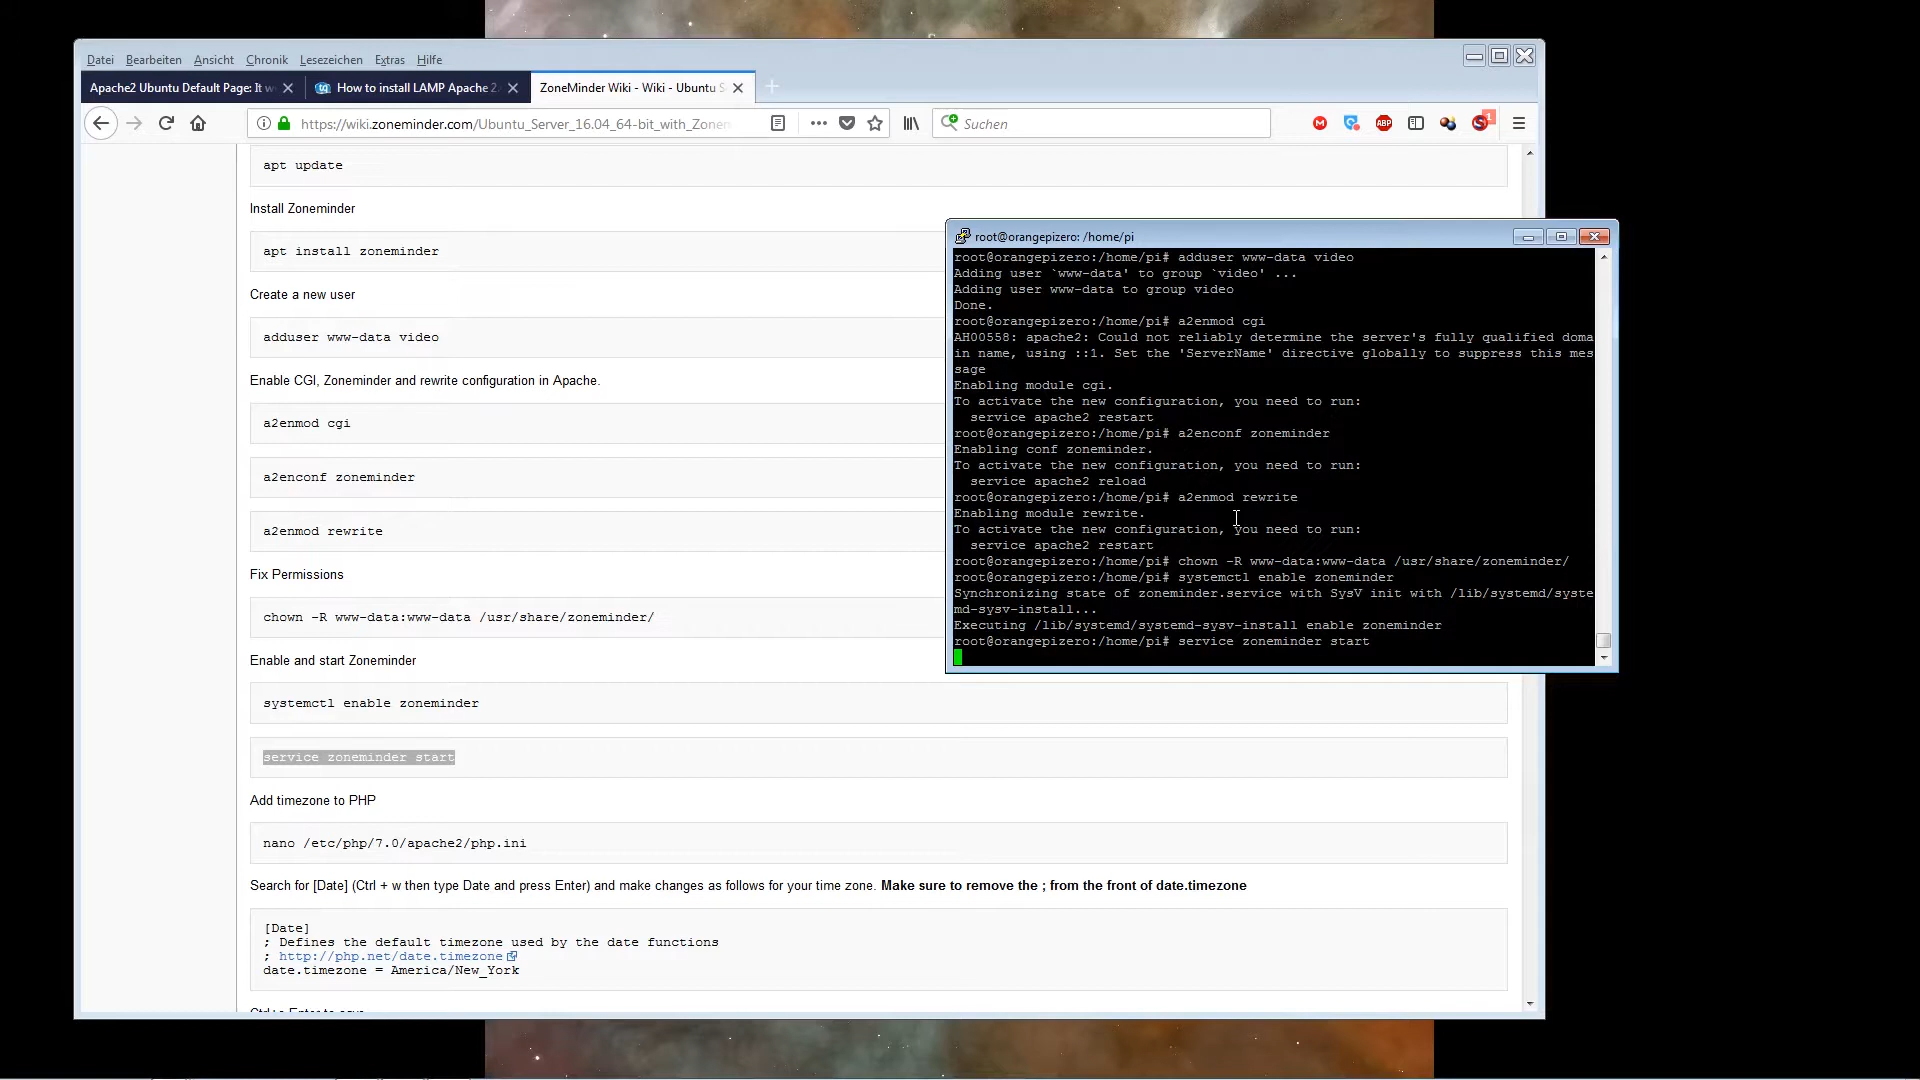 Datei Bearbeiten Ansicht Chronik Lesezeichen Extras Hilfe
Apache2 Ubuntu Default Page: It w
How to install LAMP Apache 2
ZoneMinder Wiki - Wiki - Ubuntu S
https://wiki.zoneminder.com/Ubuntu_Server_16.04_64-bit_with_Zonem
Suchen
ABP
1
apt update
Install Zoneminder
apt install zoneminder
Create a new user
adduser www-data video
Enable CGI, Zoneminder and rewrite configuration in Apache.
a2enmod cgi
a2enconf zoneminder
a2enmod rewrite
Fix Permissions
chown -R www-data:www-data /usr/share/zoneminder/
Enable and start Zoneminder
systemctl enable zoneminder
service zoneminder start
Add timezone to PHP
nano /etc/php/7.0/apache2/php.ini
Search for [Date] (Ctrl + w then type Date and press Enter) and make changes as follows for your time zone. Make sure to remove the ; from the front of date.timezone
[Date]
; Defines the default timezone used by the date functions
; http://php.net/date.timezone
date.timezone = America/New_York
root@orangepizero: /home/pi
root@orangepizero:/home/pi# adduser www-data video
Adding user `www-data' to group `video' ...
Adding user www-data to group video
Done.
root@orangepizero:/home/pi# a2enmod cgi
AH00558: apache2: Could not reliably determine the server's fully qualified doma
in name, using ::1. Set the 'ServerName' directive globally to suppress this mes
sage
Enabling module cgi.
To activate the new configuration, you need to run:
service apache2 restart
root@orangepizero:/home/pi# a2enconf zoneminder
Enabling conf zoneminder.
To activate the new configuration, you need to run:
service apache2 reload
root@orangepizero:/home/pi# a2enmod rewrite
Enabling module rewrite.
To activate the new configuration, you need to run:
service apache2 restart
root@orangepizero:/home/pi# chown -R www-data:www-data /usr/share/zoneminder/
root@orangepizero:/home/pi# systemctl enable zoneminder
Synchronizing state of zoneminder.service with SysV init with /lib/systemd/syste
md-sysv-install...
Executing /lib/systemd/systemd-sysv-install enable zoneminder
root@orangepizero:/home/pi# service zoneminder start